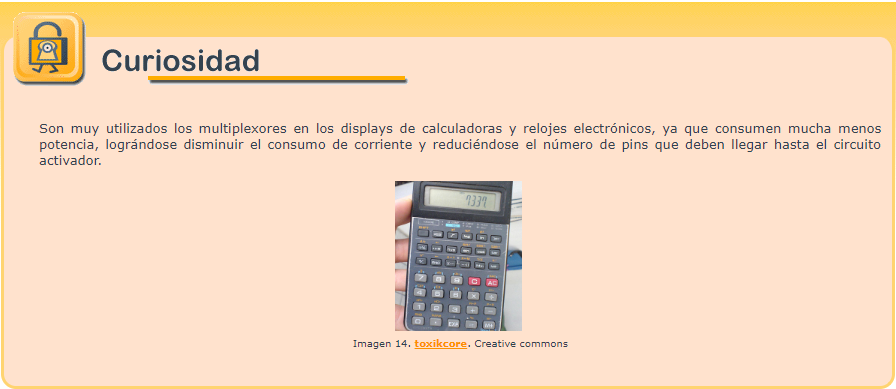 Curiosidad
Son muy utilizados los multiplexores en los displays de calculadoras y relojes electrónicos, ya que consumen mucha menos
potencia, lográndose disminuir el consumo de corriente y reduciéndose el número de pins que deben llegar hasta el circuito
activador.
7.337
AC
Imagen 14. toxikcore. Creative commons